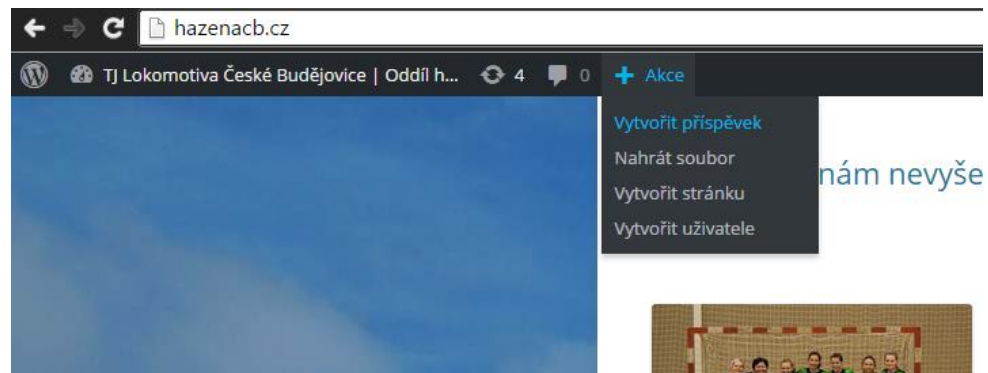 hazenacb.cz
TJ Lokomotiva České Budějovice | Oddíl h... 4 0 + Akce
Vytvořit příspěvek
Nahrát soubor
nám nevyše
Vytvořit stránku
Vytvořit uživatele